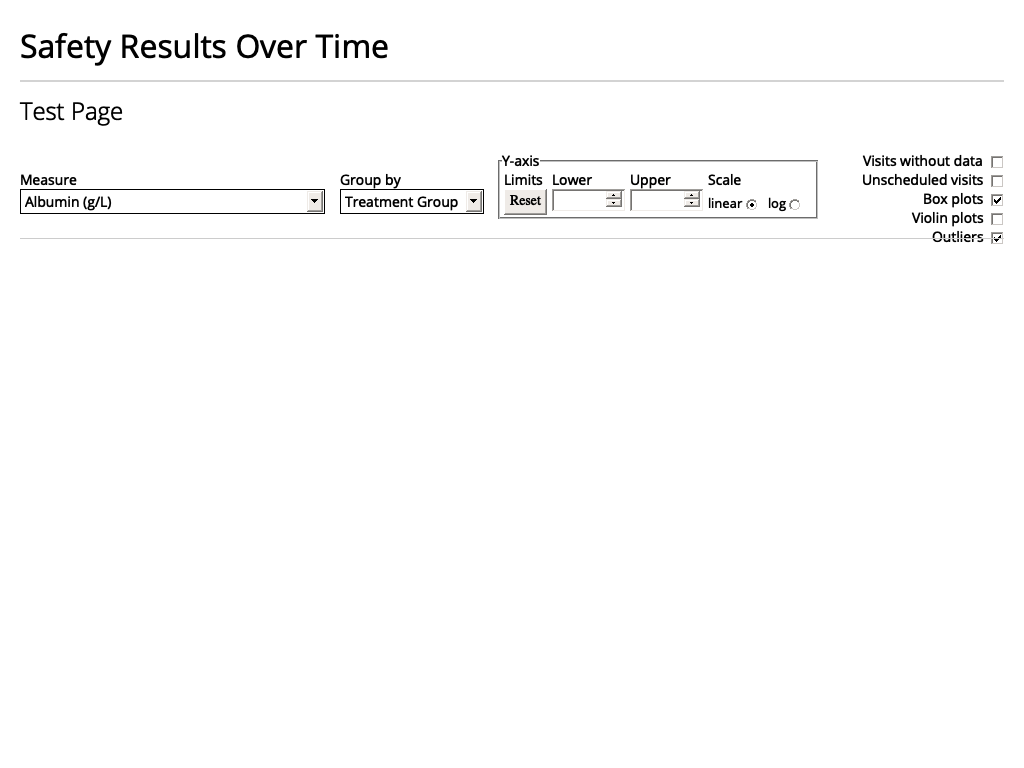 Safety Results Over Time
Test Page
Measure
Albumin (g/L)
Group by
Treatment Group
Y-axis
Limits Lower Upper Scale
Reset linear log
Visits without data
Unscheduled visits
Box plots
Violin plots
Outliers